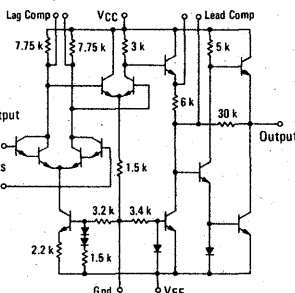 Lag Comp VCC Lead Comp
7.75 k 7.75 k 3 k 5 k
6 k
30 k
tput
Output
s
1.5 k
3.2 k 3.4 k
2.2 k 1.5 k
Gnd VEE